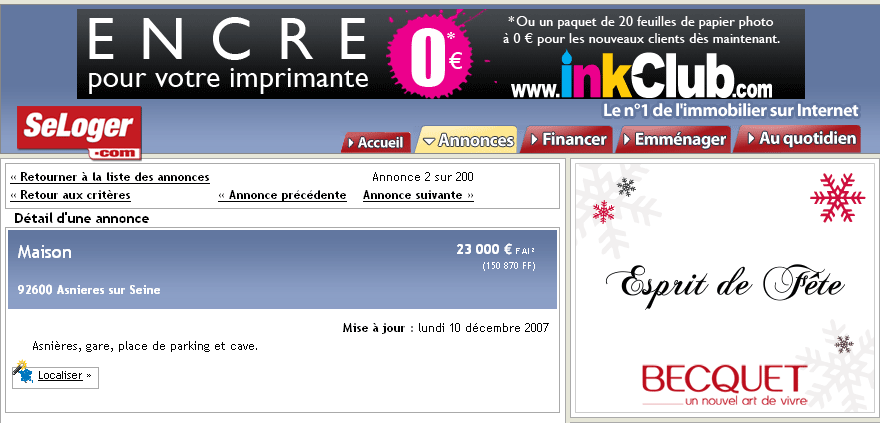 ENCRE
pour votre imprimante
0*€
*Ou un paquet de 20 feuilles de papier photo
à 0 € pour les nouveaux clients dès maintenant.
www.inkClub.com
Le n°1 de l'immobilier sur Internet
SeLoger
.com
Accueil
Annonces
Financer
Emménager
Au quotidien
« Retourner à la liste des annonces
Annonce 2 sur 200
« Retour aux critères
« Annonce précédente
Annonce suivante »
Détail d'une annonce
Maison
23 000 € FAI²
(150 870 FF)
92600 Asnieres sur Seine
Mise à jour : lundi 10 décembre 2007
Asnières, gare, place de parking et cave.
Localiser »
Esprit de Fête
BECQUET
un nouvel art de vivre